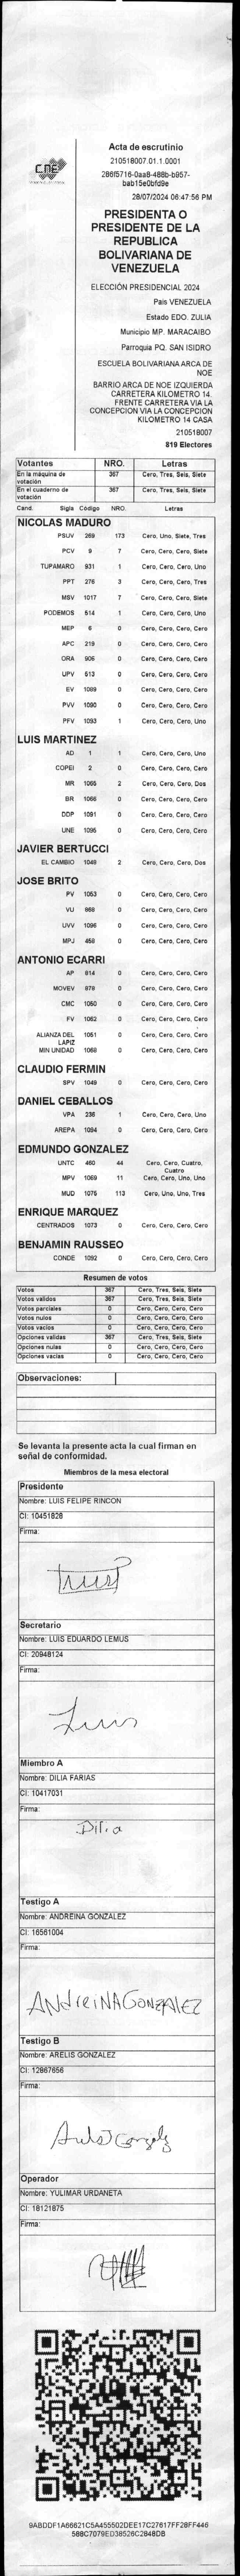 CNE
Acta de escrutinio
210518007.01.1.0001
286f5716-0aa8-488b-b957-
bab15e0bfd9e
28/07/2024 06:47:56 PM
PRESIDENTA O
PRESIDENTE DE LA
REPUBLICA
BOLIVARIANA DE
VENEZUELA
ELECCIÓN PRESIDENCIAL 2024
País VENEZUELA
Estado EDO. ZULIA
Municipio MP. MARACAIBO
Parroquia PQ. SAN ISIDRO
ESCUELA BOLIVARIANA ARCA DE
NOE
BARRIO ARCA DE NOE IZQUIERDA
CARRETERA KILOMETRO 14.
FRENTE CARRETERA VIA LA
CONCEPCION VIA LA CONCEPCION
KILOMETRO 14 CASA
210518007
819 Electores
Votantes NRO. Letras
En la máquina de votación 367 Cero, Tres, Seis, Siete
En el cuaderno de votación 367 Cero, Tres, Seis, Siete
Cand. Sigla Código NRO. Letras
NICOLAS MADURO
PSUV 269 173 Cero, Uno, Siete, Tres
PCV 9 7 Cero, Cero, Cero, Siete
TUPAMARO 931 1 Cero, Cero, Cero, Uno
PPT 276 3 Cero, Cero, Cero, Tres
MSV 1017 7 Cero, Cero, Cero, Siete
PODEMOS 514 1 Cero, Cero, Cero, Uno
MEP 6 0 Cero, Cero, Cero, Cero
APC 219 0 Cero, Cero, Cero, Cero
ORA 906 0 Cero, Cero, Cero, Cero
UPV 513 0 Cero, Cero, Cero, Cero
EV 1089 0 Cero, Cero, Cero, Cero
PVV 1090 0 Cero, Cero, Cero, Cero
PFV 1093 1 Cero, Cero, Cero, Uno
LUIS MARTINEZ
AD 1 1 Cero, Cero, Cero, Uno
COPEI 2 0 Cero, Cero, Cero, Cero
MR 1065 2 Cero, Cero, Cero, Dos
BR 1066 0 Cero, Cero, Cero, Cero
DDP 1091 0 Cero, Cero, Cero, Cero
UNE 1095 0 Cero, Cero, Cero, Cero
JAVIER BERTUCCI
EL CAMBIO 1048 2 Cero, Cero, Cero, Dos
JOSE BRITO
PV 1053 0 Cero, Cero, Cero, Cero
VU 868 0 Cero, Cero, Cero, Cero
UVV 1096 0 Cero, Cero, Cero, Cero
MPJ 458 0 Cero, Cero, Cero, Cero
ANTONIO ECARRI
AP 814 0 Cero, Cero, Cero, Cero
MOVEV 878 0 Cero, Cero, Cero, Cero
CMC 1050 0 Cero, Cero, Cero, Cero
FV 1052 0 Cero, Cero, Cero, Cero
ALIANZA DEL LAPIZ 1051 0 Cero, Cero, Cero, Cero
MIN UNIDAD 1068 0 Cero, Cero, Cero, Cero
CLAUDIO FERMIN
SPV 1049 0 Cero, Cero, Cero, Cero
DANIEL CEBALLOS
VPA 236 1 Cero, Cero, Cero, Uno
AREPA 1094 0 Cero, Cero, Cero, Cero
EDMUNDO GONZALEZ
UNTC 460 44 Cero, Cero, Cuatro, Cuatro
MPV 1069 11 Cero, Cero, Uno, Uno
MUD 1075 113 Cero, Uno, Uno, Tres
ENRIQUE MARQUEZ
CENTRADOS 1073 0 Cero, Cero, Cero, Cero
BENJAMIN RAUSSEO
CONDE 1092 0 Cero, Cero, Cero, Cero
Resumen de votos
Votos 367 Cero, Tres, Seis, Siete
Votos validos 367 Cero, Tres, Seis, Siete
Votos parciales 0 Cero, Cero, Cero, Cero
Votos nulos 0 Cero, Cero, Cero, Cero
Votos vacíos 0 Cero, Cero, Cero, Cero
Opciones validas 367 Cero, Tres, Seis, Siete
Opciones nulas 0 Cero, Cero, Cero, Cero
Opciones vacias 0 Cero, Cero, Cero, Cero
Observaciones:
Se levanta la presente acta la cual firman en
señal de conformidad.
Miembros de la mesa electoral
Presidente
Nombre: LUIS FELIPE RINCON
CI: 10451828
Firma:
Secretario
Nombre: LUIS EDUARDO LEMUS
CI: 20948124
Firma:
Luis
Miembro A
Nombre: DILIA FARIAS
CI: 10417031
Firma:
Dilia
Testigo A
Nombre: ANDREINA GONZALEZ
CI: 16561004
Firma:
ANdreINA GONZALEZ
Testigo B
Nombre: ARELIS GONZALEZ
CI: 12867656
Firma:
Operador
Nombre: YULIMAR URDANETA
CI: 18121875
Firma:
9ABDDF1A66621C5A455502DEE17C27617FF28FF446
588C7079ED38526C2848DB